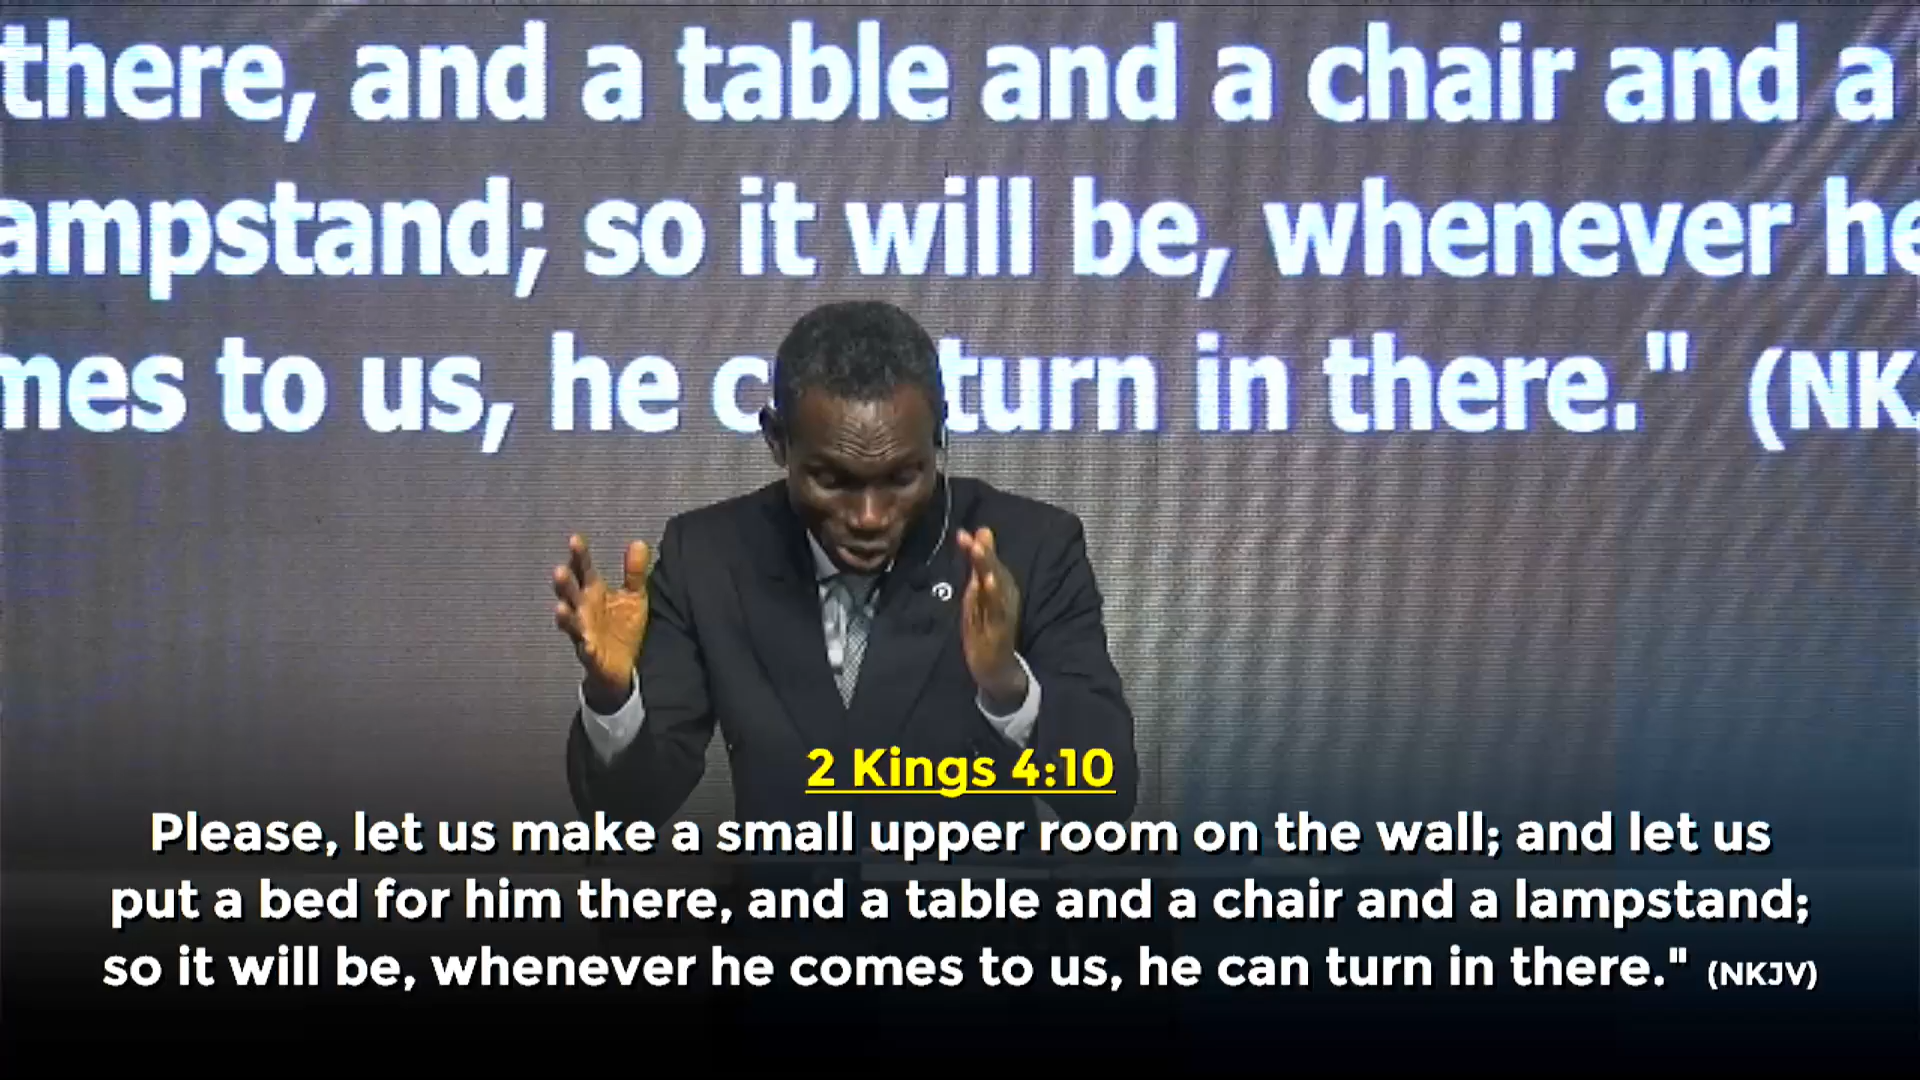 there, and a table and a chair and a
ampstand; so it will be, whenever he
mes to us, he c turn in there." (NK
2 Kings 4:10
Please, let us make a small upper room on the wall; and let us
put a bed for him there, and a table and a chair and a lampstand;
so it will be, whenever he comes to us, he can turn in there." (NKJV)